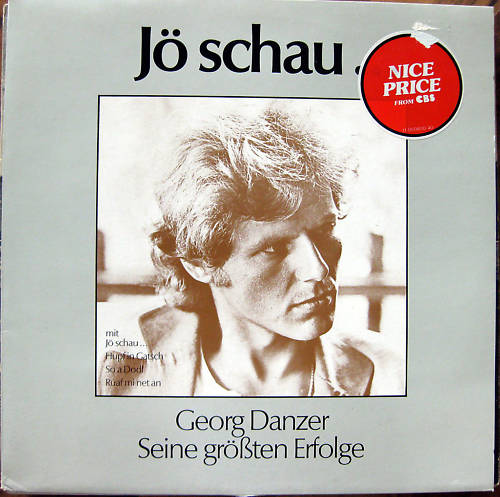 Jö schau .
NICE
PRICE
FROM CBS
mit
Jö schau...
Hupf in Gatsch
So a Dodl
Ruaf mi net an
Georg Danzer
Seine größten Erfolge